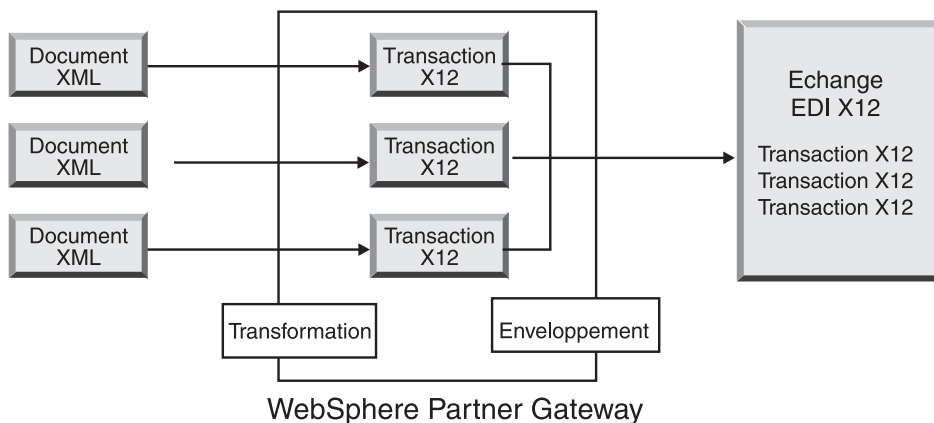 Document
XML
Transaction
X12
Document
XML
Transaction
X12
Document
XML
Transaction
X12
Echange
EDI X12
Transaction X12
Transaction X12
Transaction X12
Transformation
Enveloppement
WebSphere Partner Gateway